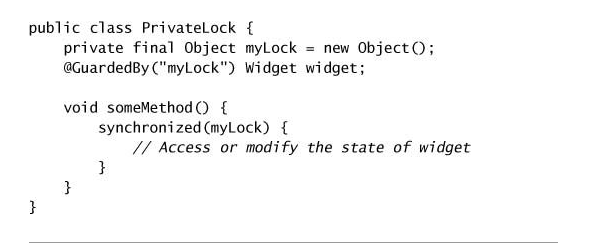 public class PrivateLock {
    private final Object myLock = new Object();
    @GuardedBy("myLock") Widget widget;

    void someMethod() {
        synchronized(myLock) {
            // Access or modify the state of widget
        }
    }
}